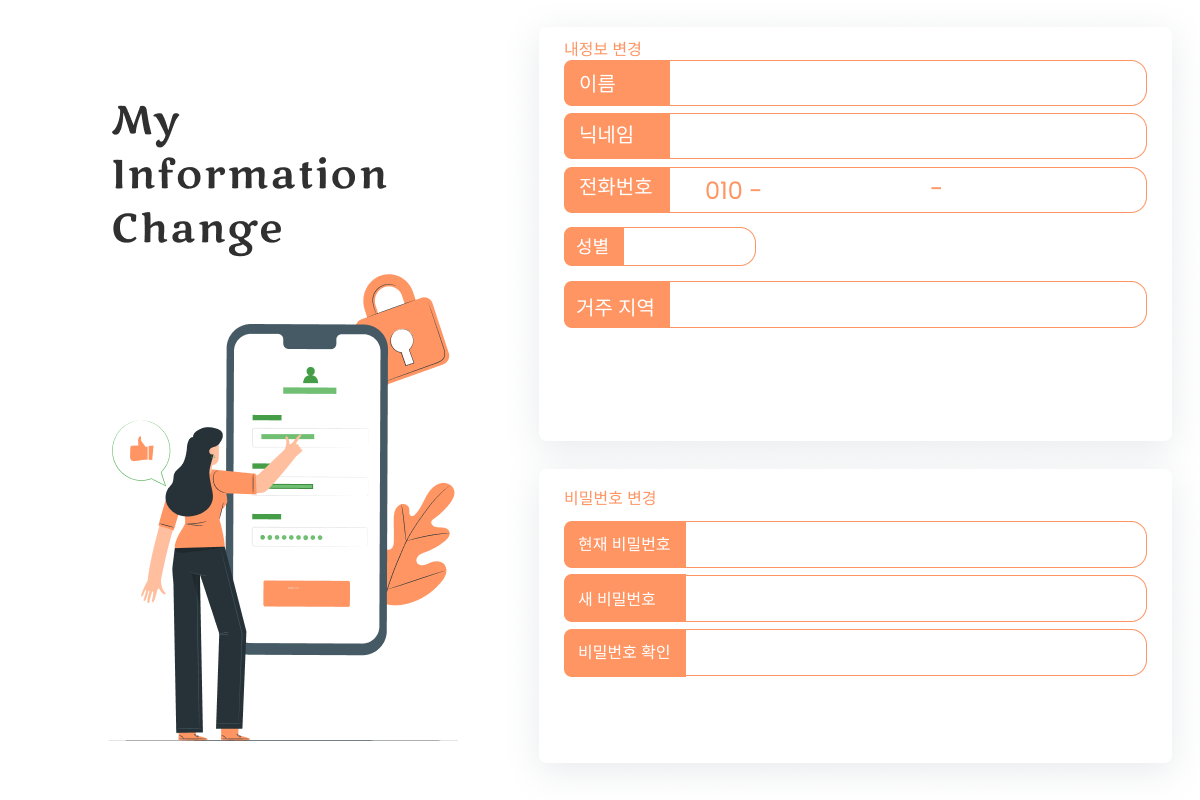 My
Information
Change
내정보 변경
이름
닉네임
전화번호 010 - -
성별
거주 지역
비밀번호 변경
현재 비밀번호
새 비밀번호
비밀번호 확인